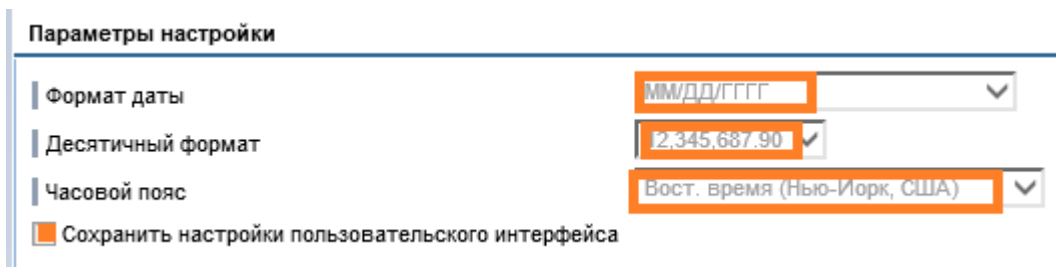 Параметры настройки
Формат даты ММ/ДД/ГГГГ
Десятичный формат 12,345,687.90
Часовой пояс Вост. время (Нью-Йорк, США)
Сохранить настройки пользовательского интерфейса